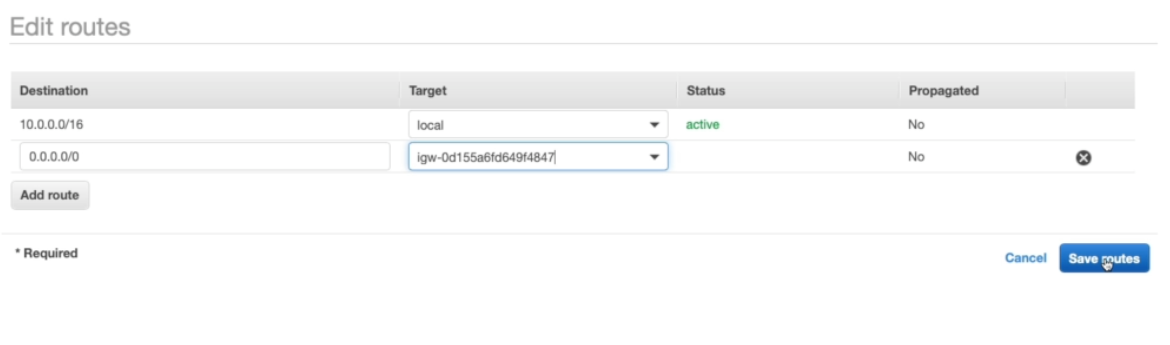 Edit routes
Destination Target Status Propagated
10.0.0.0/16 local active No
0.0.0.0/0 igw-0d155a6fd649f4847 No
Add route
* Required
Cancel Save routes